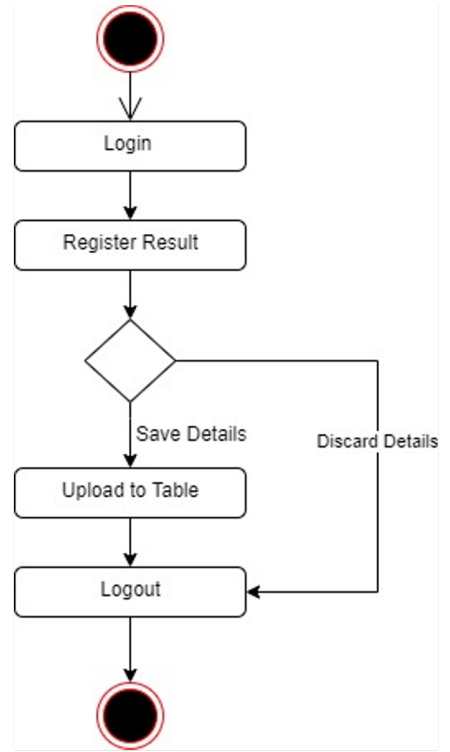 Login
Register Result
Save Details
Discard Details
Upload to Table
Logout